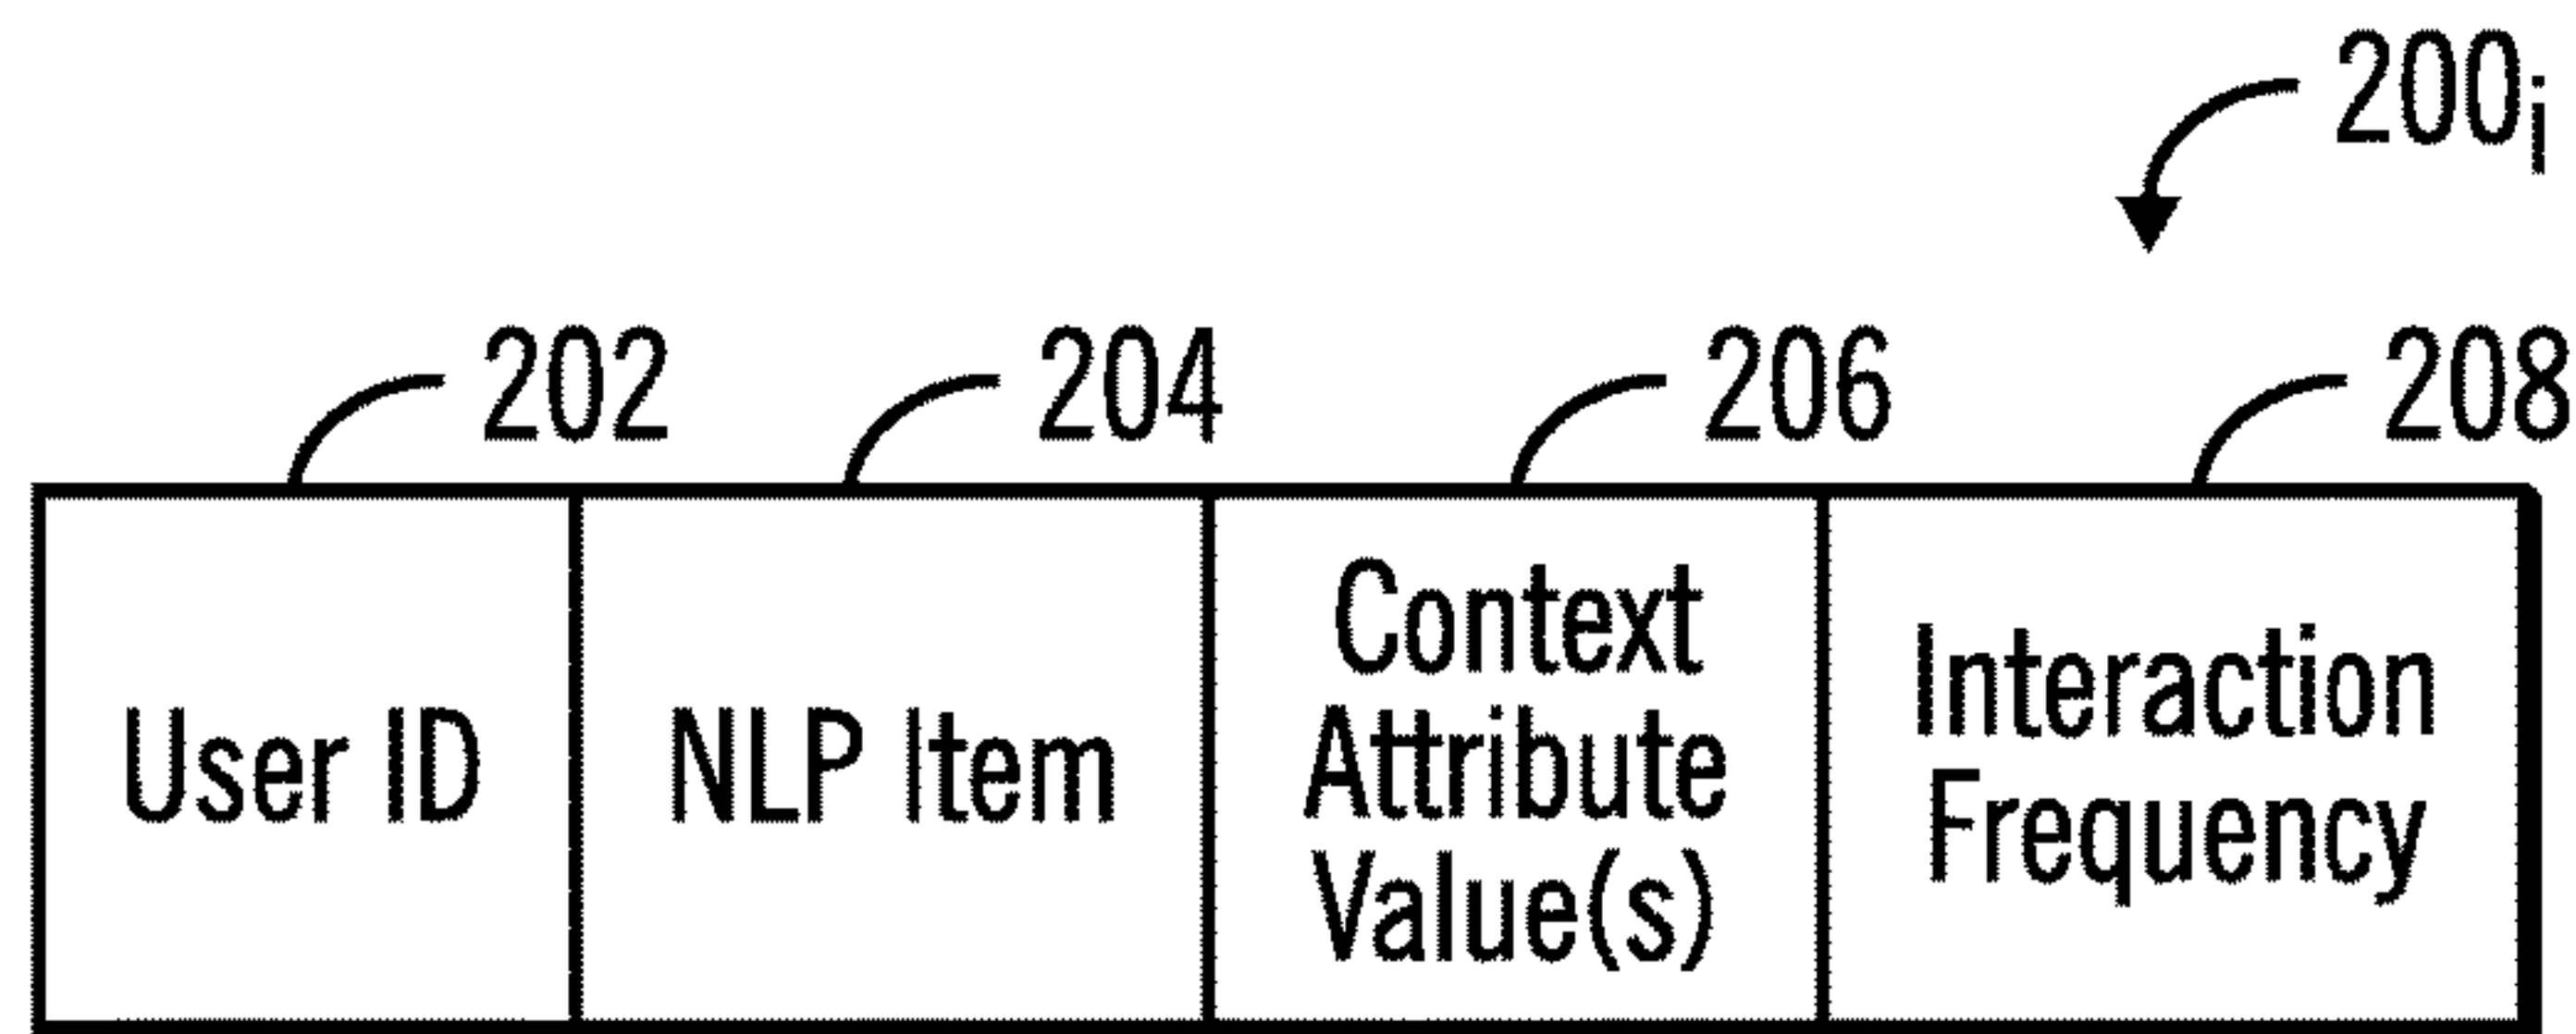 200i
202 204 206 208
User ID
NLP Item
Context
Attribute
Value(s)
Interaction
Frequency